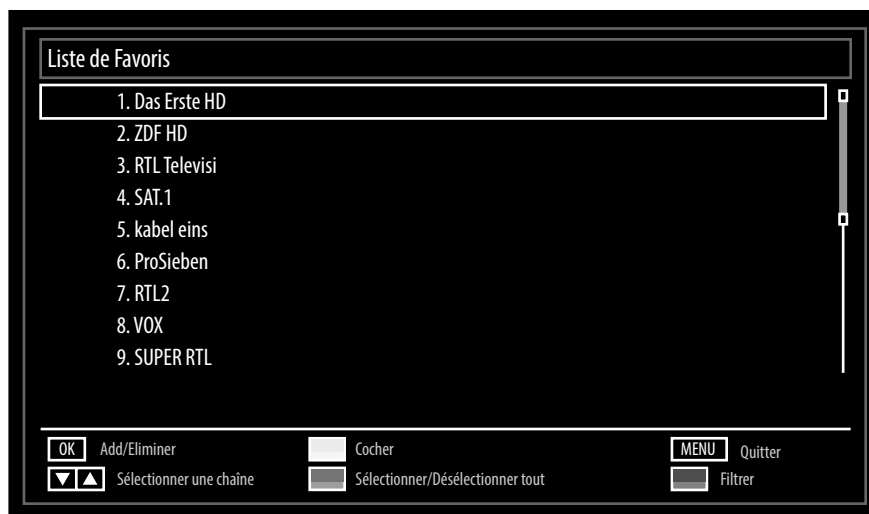 Liste de Favoris
1. Das Erste HD
2. ZDF HD
3. RTL Televisi
4. SAT.1
5. kabel eins
6. ProSieben
7. RTL2
8. VOX
9. SUPER RTL
OK Add/Eliminer Cocher MENU Quitter
Sélectionner une chaîne Sélectionner/Désélectionner tout Filtrer